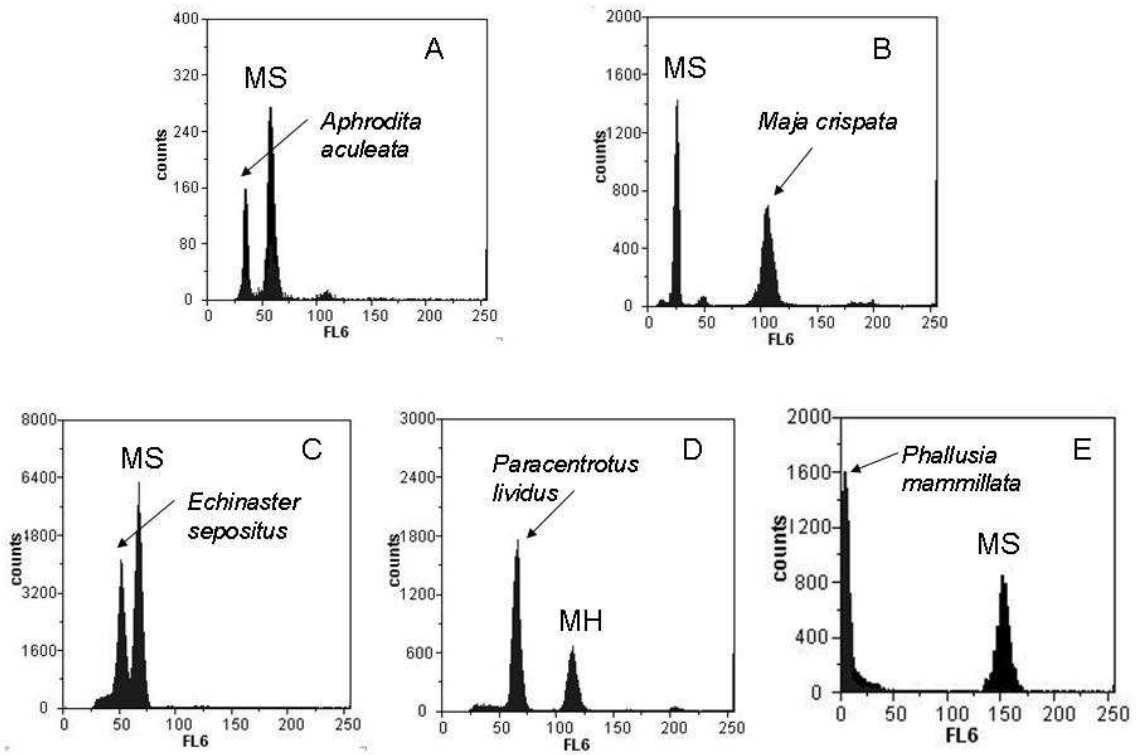 A
MS
Aphrodita
aculeata
counts
400
320
240
160
80
0
0 50 100 150 200 250
FL6
B
MS
Maja crispata
counts
2000
1600
1200
800
400
0
0 50 100 150 200 250
FL6
C
MS
Echinaster
sepositus
counts
8000
6400
4800
3200
1600
0
0 50 100 150 200 250
FL6
D
Paracentrotus
lividus
MH
counts
3000
2400
1800
1200
600
0
0 50 100 150 200 250
FL6
E
Phallusia
mammillata
MS
counts
2000
1600
1200
800
400
0
0 50 100 150 200 250
FL6